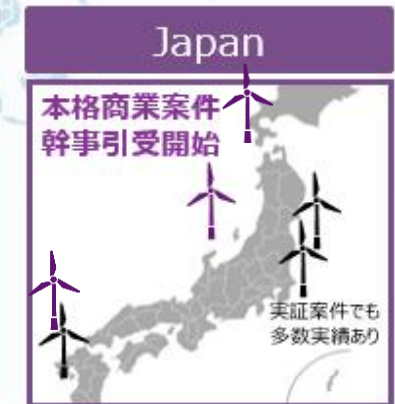 Japan
本格商業案件
幹事引受開始
実証案件でも
多数実績あり